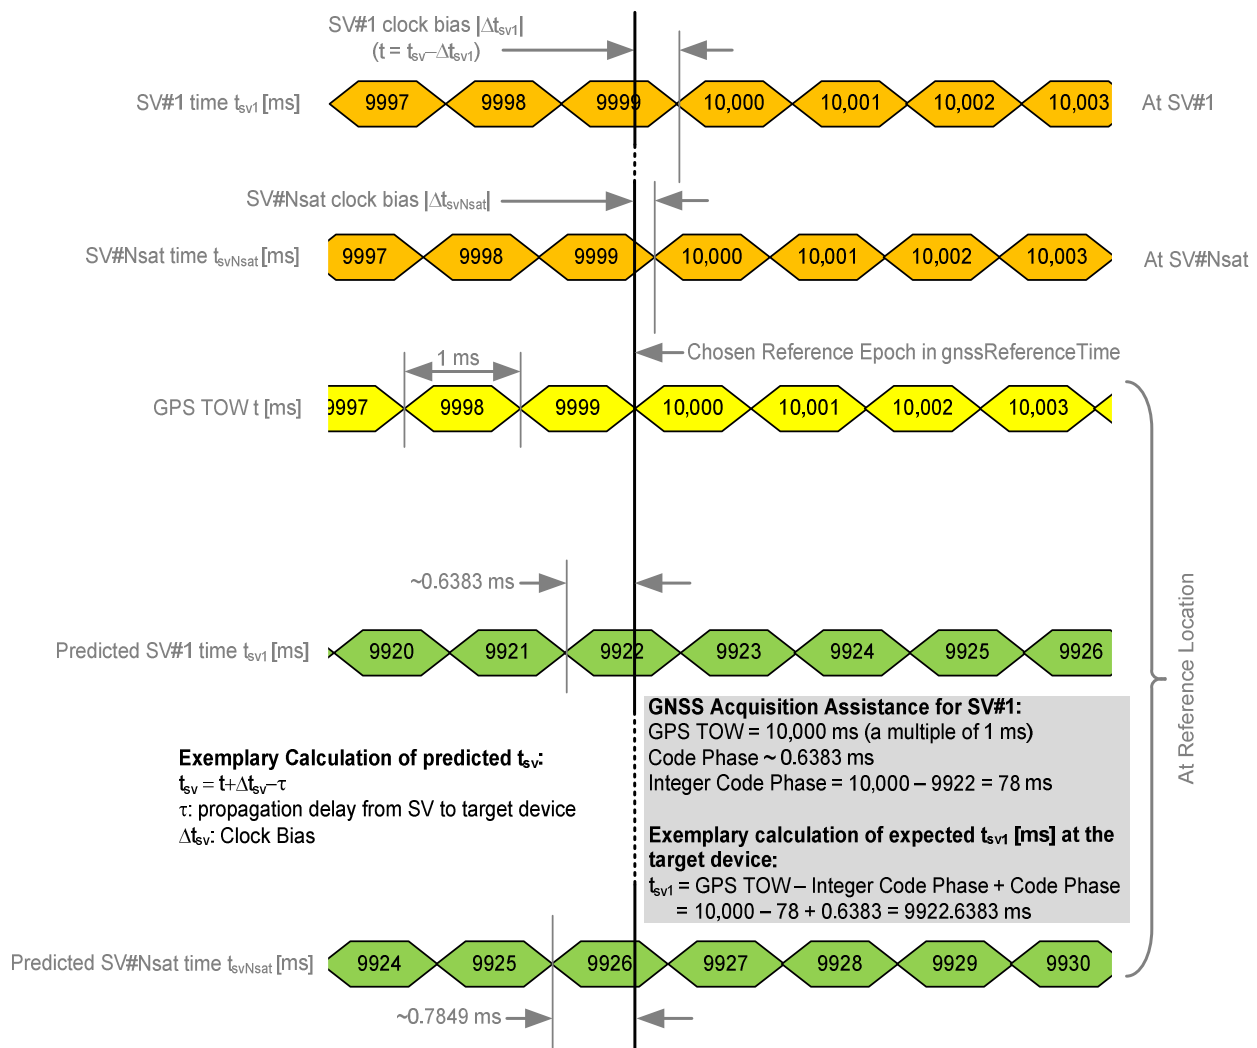 SV#1 clock bias |Δtsv1|
(t = tsv–Δtsv1)
SV#1 time tsv1 [ms]
9997 9998 9999 10,000 10,001 10,002 10,003
At SV#1
SV#Nsat clock bias |ΔtsvNsat|
SV#Nsat time tsvNsat [ms]
9997 9998 9999 10,000 10,001 10,002 10,003
At SV#Nsat
Chosen Reference Epoch in gnssReferenceTime
1 ms
GPS TOW t [ms]
9997 9998 9999 10,000 10,001 10,002 10,003
~0.6383 ms
Predicted SV#1 time tsv1 [ms]
9920 9921 9922 9923 9924 9925 9926
At Reference Location
GNSS Acquisition Assistance for SV#1:
GPS TOW = 10,000 ms (a multiple of 1 ms)
Code Phase ~ 0.6383 ms
Integer Code Phase = 10,000 – 9922 = 78 ms
Exemplary calculation of expected tsv1 [ms] at the
target device:
tsv1 = GPS TOW – Integer Code Phase + Code Phase
= 10,000 – 78 + 0.6383 = 9922.6383 ms
Exemplary Calculation of predicted tsv:
tsv = t+Δtsv–τ
τ: propagation delay from SV to target device
Δtsv: Clock Bias
Predicted SV#Nsat time tsvNsat [ms]
9924 9925 9926 9927 9928 9929 9930
~0.7849 ms